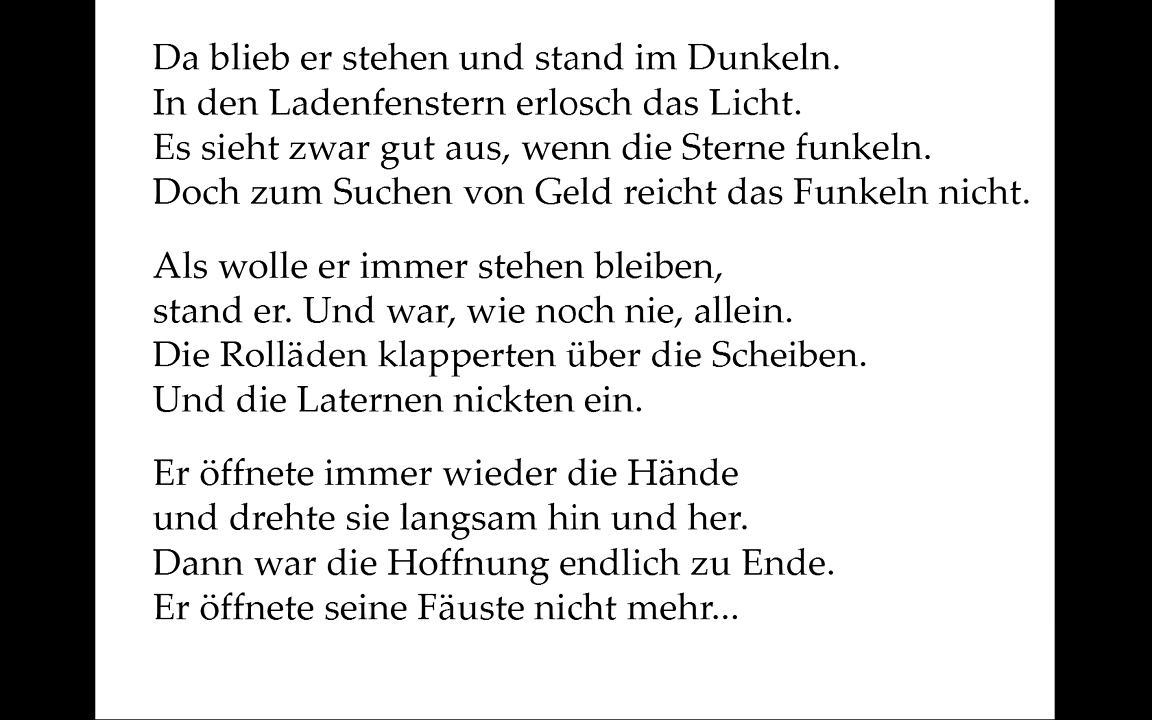 Da blieb er stehen und stand im Dunkeln.
In den Ladenfenstern erlosch das Licht.
Es sieht zwar gut aus, wenn die Sterne funkeln.
Doch zum Suchen von Geld reicht das Funkeln nicht.
Als wolle er immer stehen bleiben,
stand er. Und war, wie noch nie, allein.
Die Rolläden klapperten über die Scheiben.
Und die Laternen nickten ein.
Er öffnete immer wieder die Hände
und drehte sie langsam hin und her.
Dann war die Hoffnung endlich zu Ende.
Er öffnete seine Fäuste nicht mehr...